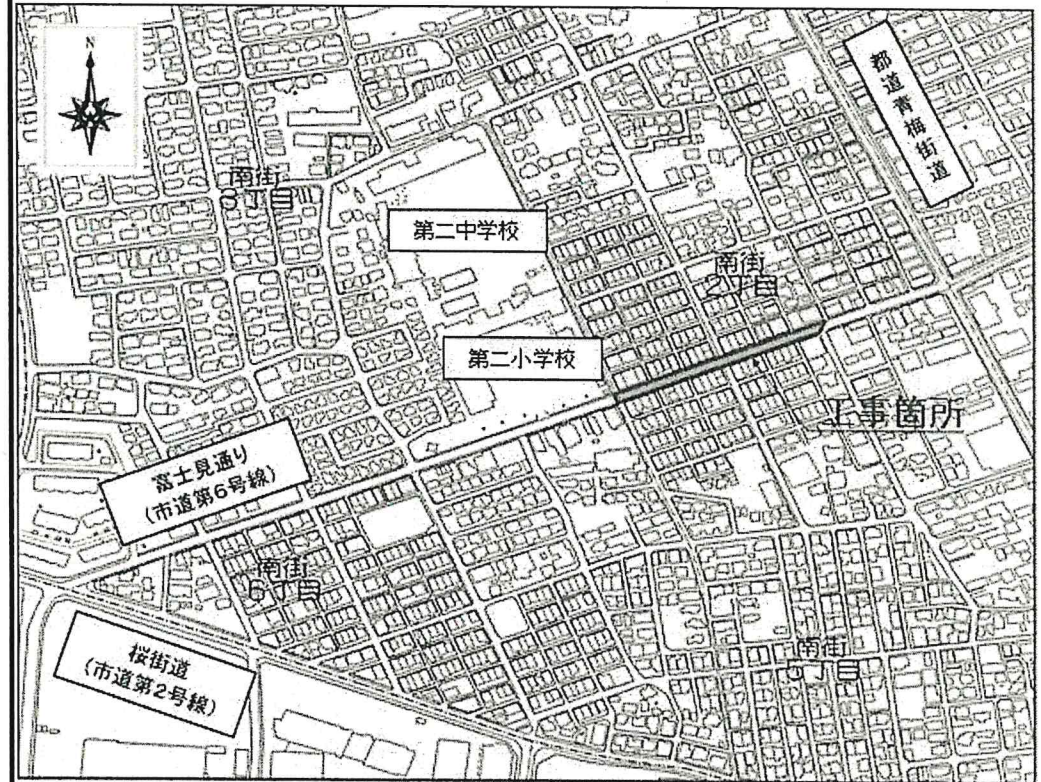 N
都道青梅街道
南街
3丁目
第二中学校
南街
2丁目
第二小学校
工事箇所
富士見通り
(市道第6号線)
南街
6丁目
桜街道
(市道第2号線)
南街
5丁目